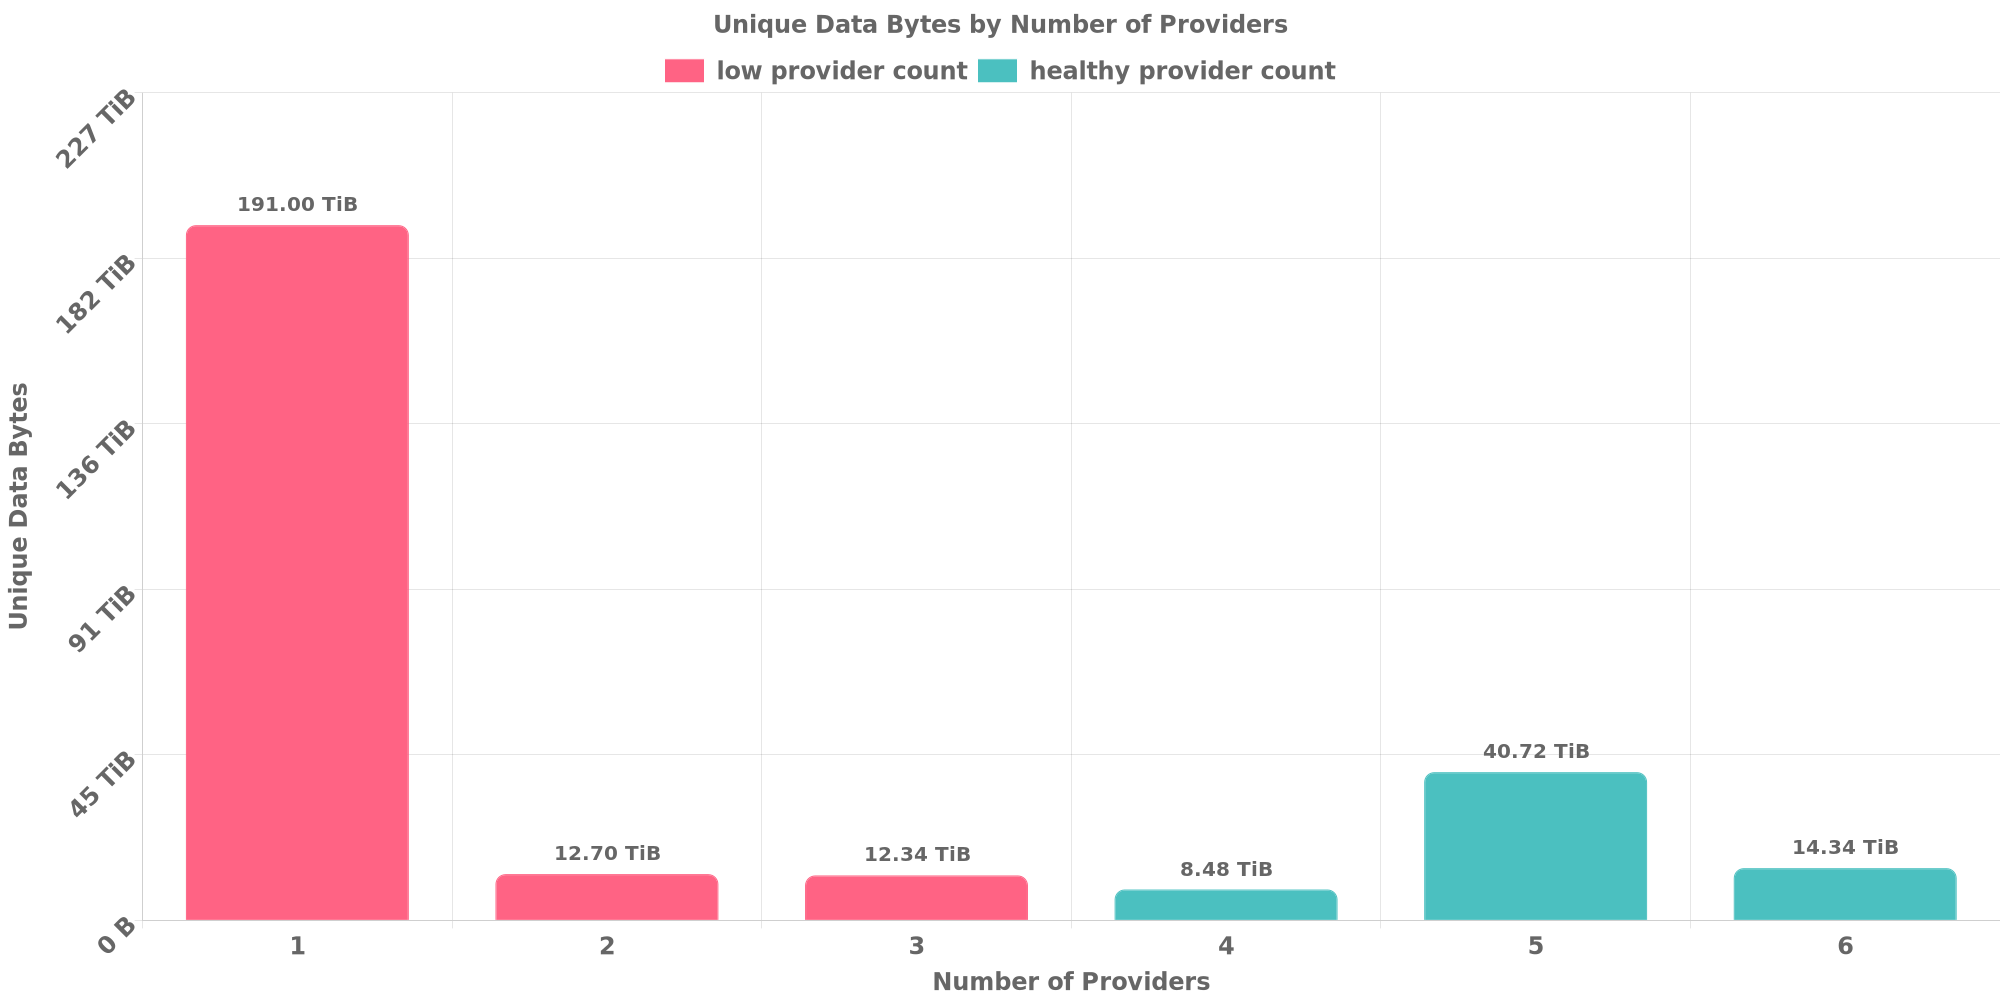 Unique Data Bytes by Number of Providers
low provider count
healthy provider count
227 TiB
182 TiB
136 TiB
91 TiB
45 TiB
0 B
Unique Data Bytes
191.00 TiB
12.70 TiB
12.34 TiB
8.48 TiB
40.72 TiB
14.34 TiB
1
2
3
4
5
6
Number of Providers